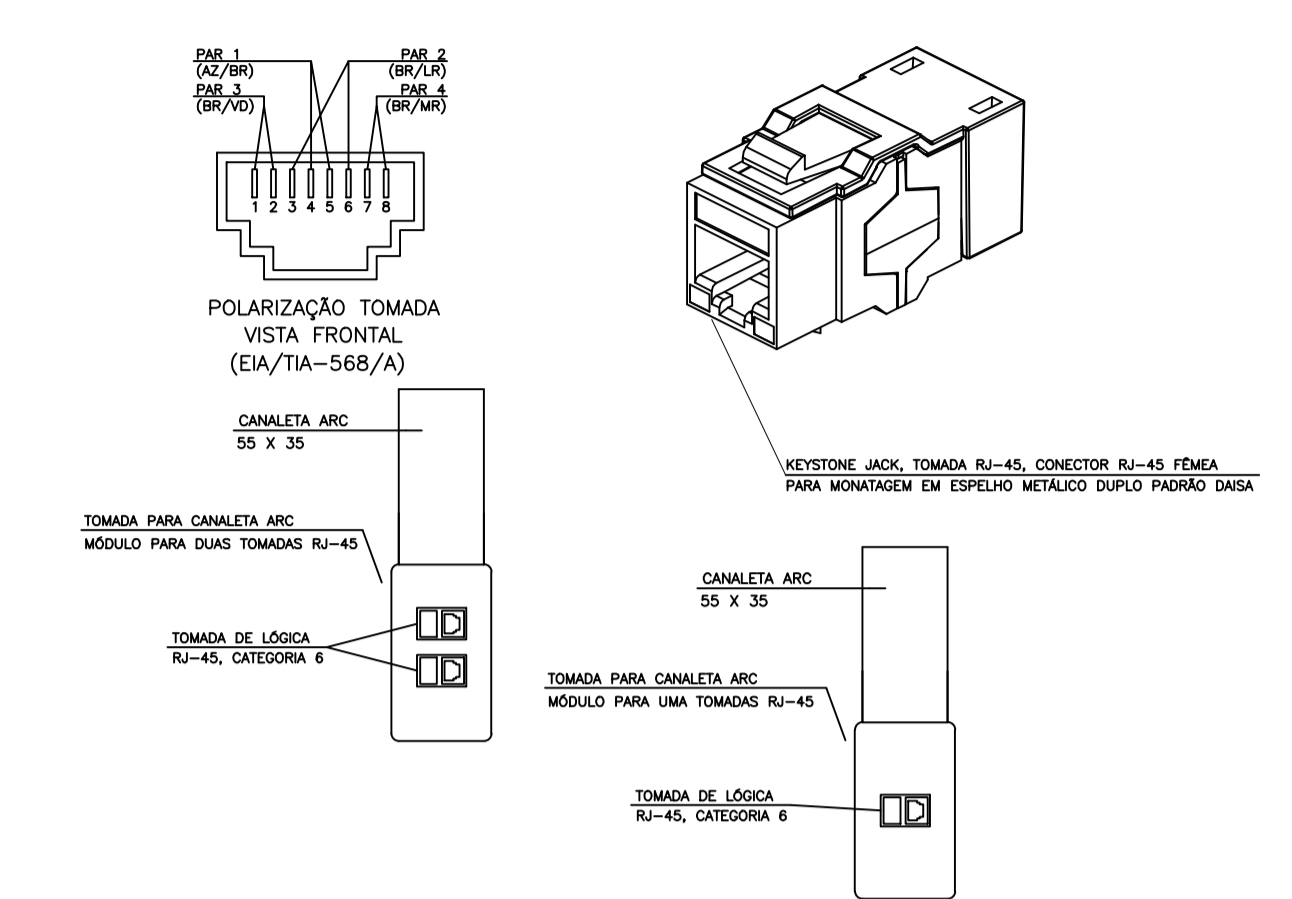 PAR 1
(AZ/BR)
PAR 2
(BR/LR)
PAR 3
(BR/VD)
PAR 4
(BR/MR)
1 2 3 4 5 6 7 8
POLARIZAÇÃO TOMADA
VISTA FRONTAL
(EIA/TIA-568/A)
CANALETA ARC
55 X 35
KEYSTONE JACK, TOMADA RJ-45, CONECTOR RJ-45 FÊMEA
PARA MONATAGEM EM ESPELHO METÁLICO DUPLO PADRÃO DAISA
TOMADA PARA CANALETA ARC
MÓDULO PARA DUAS TOMADAS RJ-45
TOMADA DE LÓGICA
RJ-45, CATEGORIA 6
CANALETA ARC
55 X 35
TOMADA PARA CANALETA ARC
MÓDULO PARA UMA TOMADAS RJ-45
TOMADA DE LÓGICA
RJ-45, CATEGORIA 6